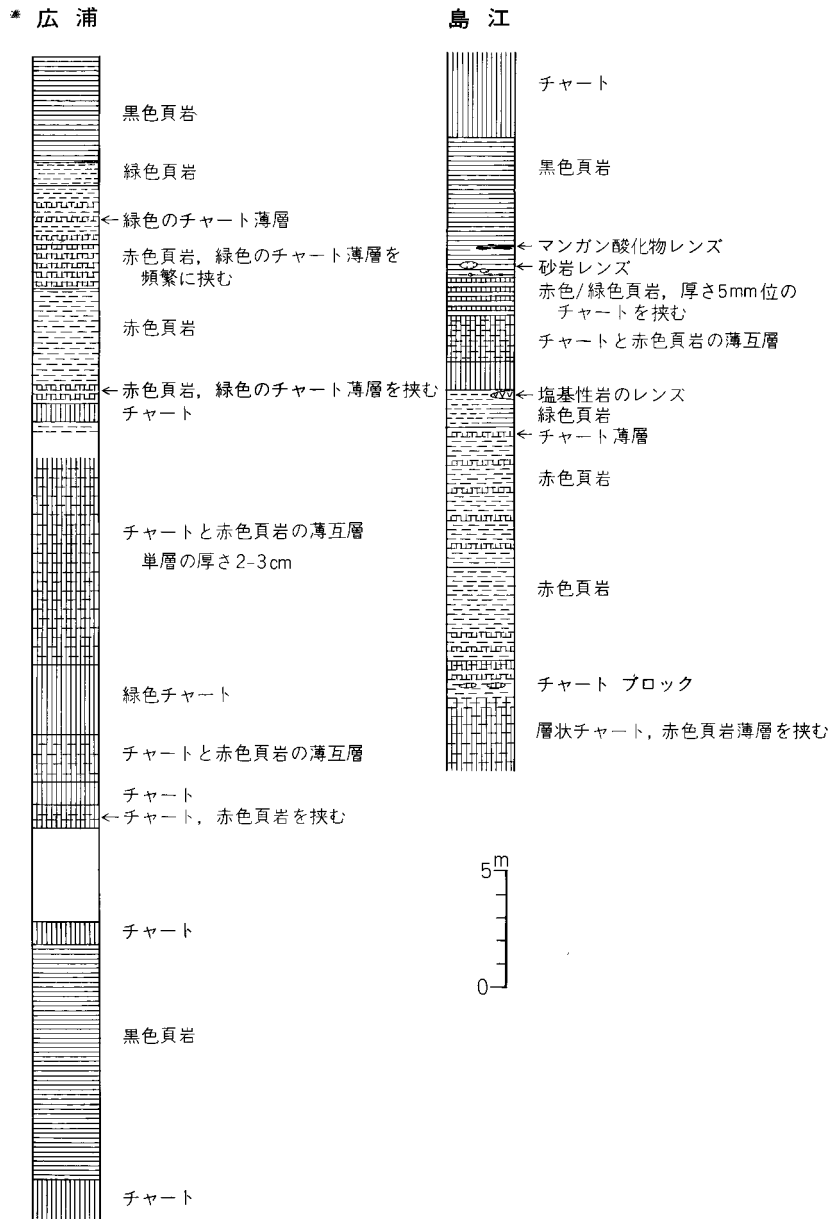 * 広浦
黒色頁岩
緑色頁岩
←緑色のチャート薄層
赤色頁岩，緑色のチャート薄層を
頻繁に挟む
赤色頁岩
←赤色頁岩，緑色のチャート薄層を挟む
チャート
チャートと赤色頁岩の薄互層
単層の厚さ2-3cm
緑色チャート
チャートと赤色頁岩の薄互層
チャート
←チャート，赤色頁岩を挟む
チャート
黒色頁岩
チャート
島江
チャート
黒色頁岩
←マンガン酸化物レンズ
←砂岩レンズ
赤色/緑色頁岩，厚さ5mm位の
チャートを挟む
チャートと赤色頁岩の薄互層
←塩基性岩のレンズ
緑色頁岩
←チャート薄層
赤色頁岩
赤色頁岩
チャート ブロック
層状チャート，赤色頁岩薄層を挟む
5m
0